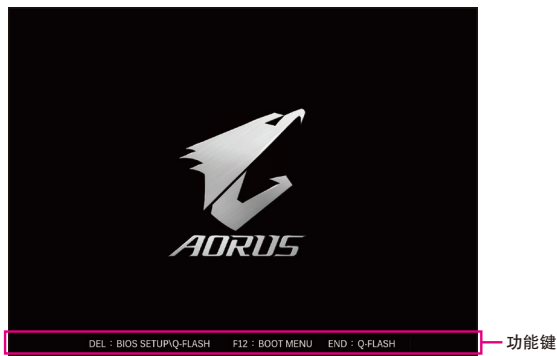 AORUS
DEL：BIOS SETUP\Q-FLASH F12：BOOT MENU END：Q-FLASH
功能键